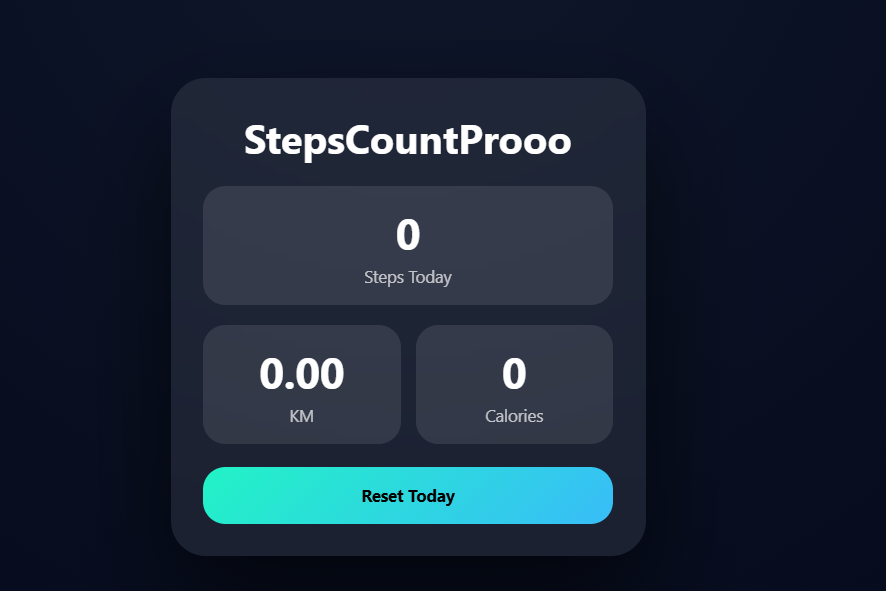 StepsCountProoo
0
Steps Today
0.00
KM
0
Calories
Reset Today